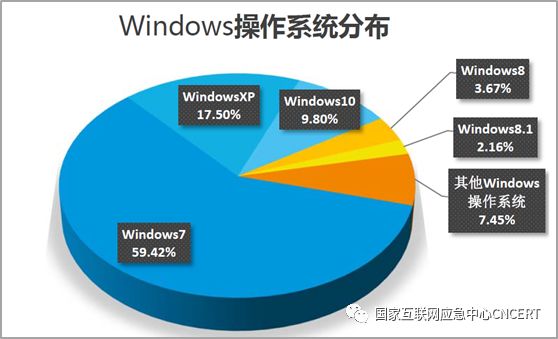 Windows操作系统分布
WindowsXP
17.50%
Windows10
9.80%
Windows8
3.67%
Windows8.1
2.16%
其他Windows
操作系统
7.45%
Windows7
59.42%
国家互联网应急中心CNCERT